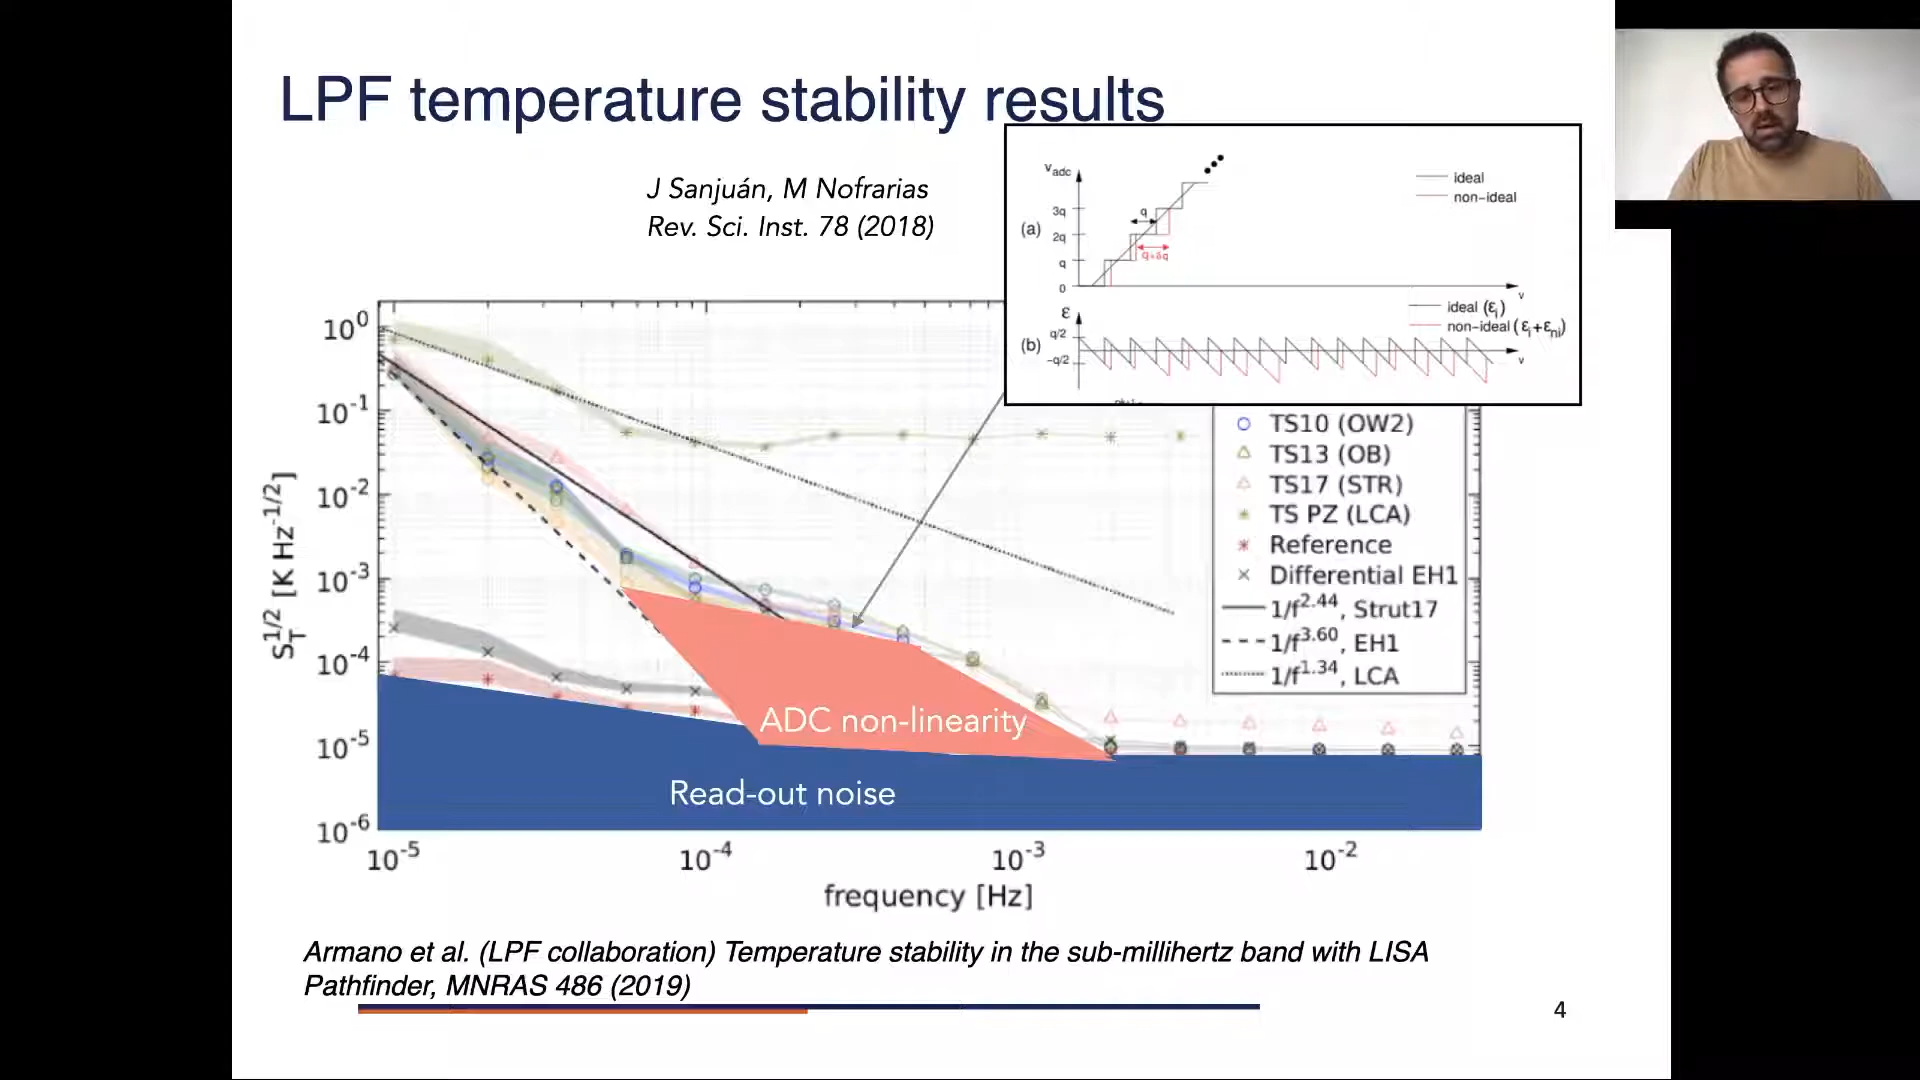 LPF temperature stability results
J Sanjuán, M Nofrarias
Rev. Sci. Inst. 78 (2018)
V adc
3q
2q
q
0
(a)
q
q+δq
ideal
non-ideal
v
ε
q/2
-q/2
(b)
ideal (εi)
non-ideal (εi+εni)
v
10^0
10^-1
10^-2
10^-3
10^-4
10^-5
10^-6
S_T^1/2 [K Hz^-1/2]
TS10 (OW2)
TS13 (OB)
TS17 (STR)
TS PZ (LCA)
Reference
Differential EH1
1/f^2.44, Strut17
1/f^3.60, EH1
1/f^1.34, LCA
ADC non-linearity
Read-out noise
10^-5
10^-4
10^-3
10^-2
frequency [Hz]
Armano et al. (LPF collaboration) Temperature stability in the sub-millihertz band with LISA
Pathfinder, MNRAS 486 (2019)
4